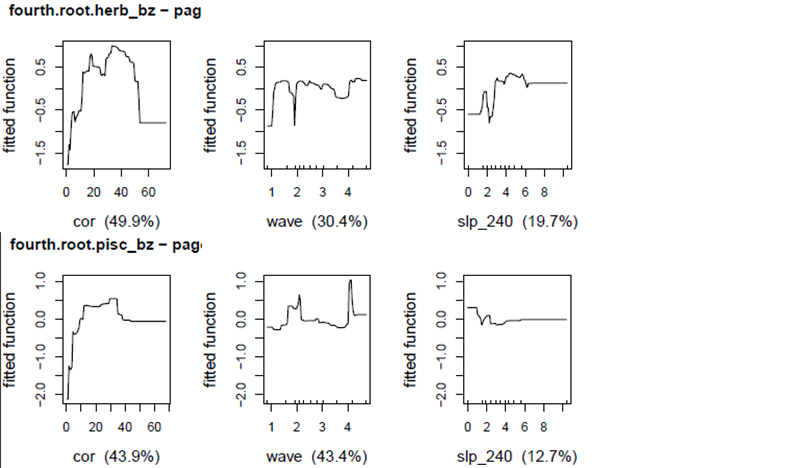 fourth.root.herb_bz − pag
fitted function
0.5
−0.5
−1.5
0 20 40 60
cor (49.9%)
fitted function
0.5
−0.5
−1.5
1 2 3 4
wave (30.4%)
fitted function
0.5
−0.5
−1.5
0 2 4 6 8
slp_240 (19.7%)
fourth.root.pisc_bz − pag
fitted function
1.0
0.0
−1.0
−2.0
0 20 40 60
cor (43.9%)
fitted function
1.0
0.0
−1.0
−2.0
1 2 3 4
wave (43.4%)
fitted function
1.0
0.0
−1.0
−2.0
0 2 4 6 8
slp_240 (12.7%)